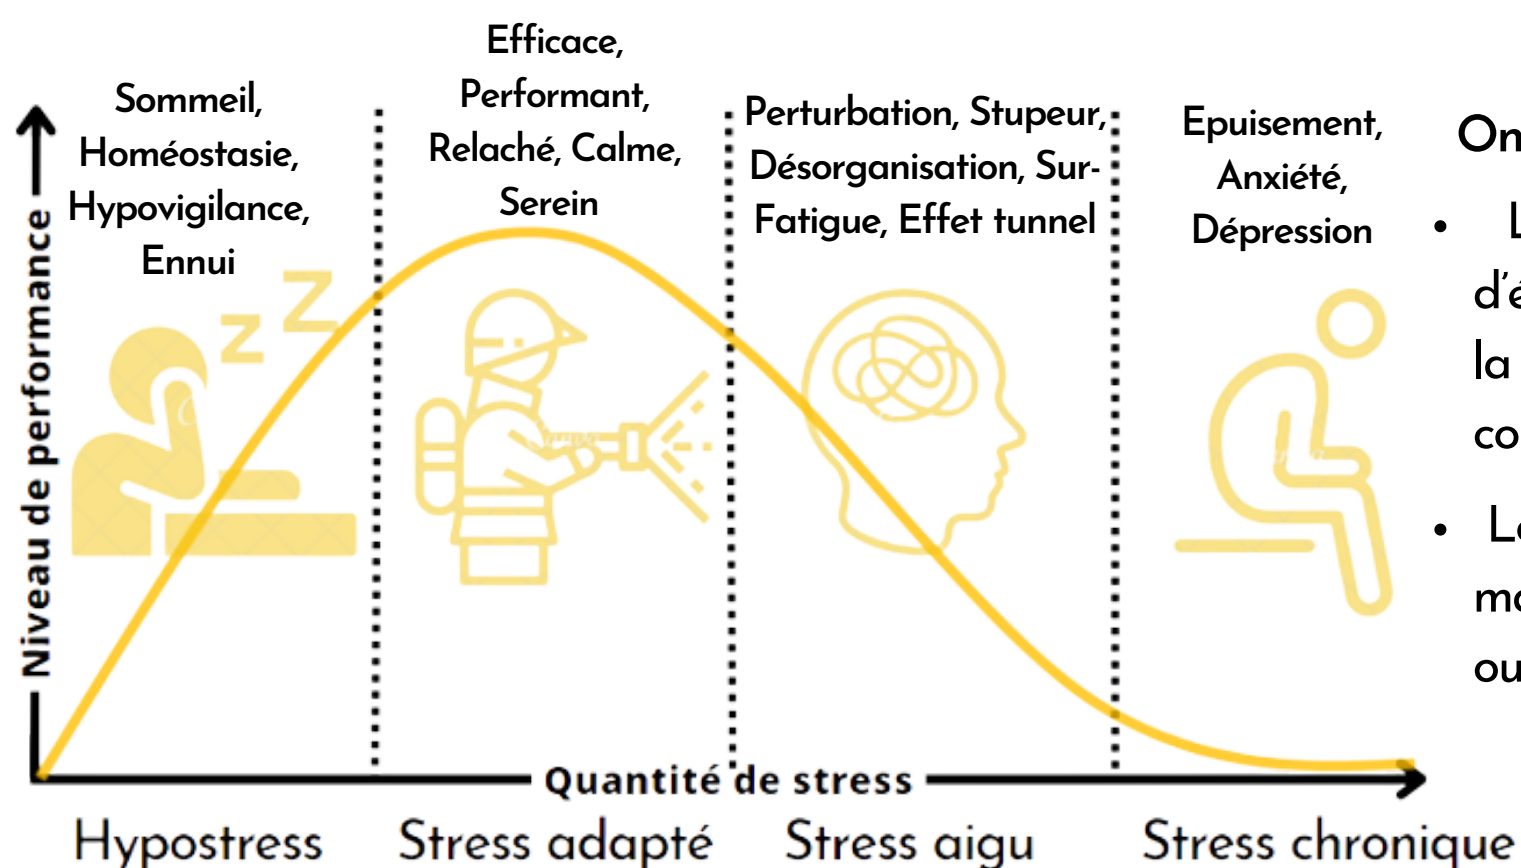 Efficace,
Performant,
Relaché, Calme,
Serein
Sommeil,
Homéostasie,
Hypovigilance,
Ennui
Perturbation, Stupeur,
Désorganisation, Sur-
Fatigue, Effet tunnel
Epuisement,
Anxiété,
Dépression
Niveau de performance
Z Z
Quantité de stress
Hypostress
Stress adapté
Stress aigu
Stress chronique
la